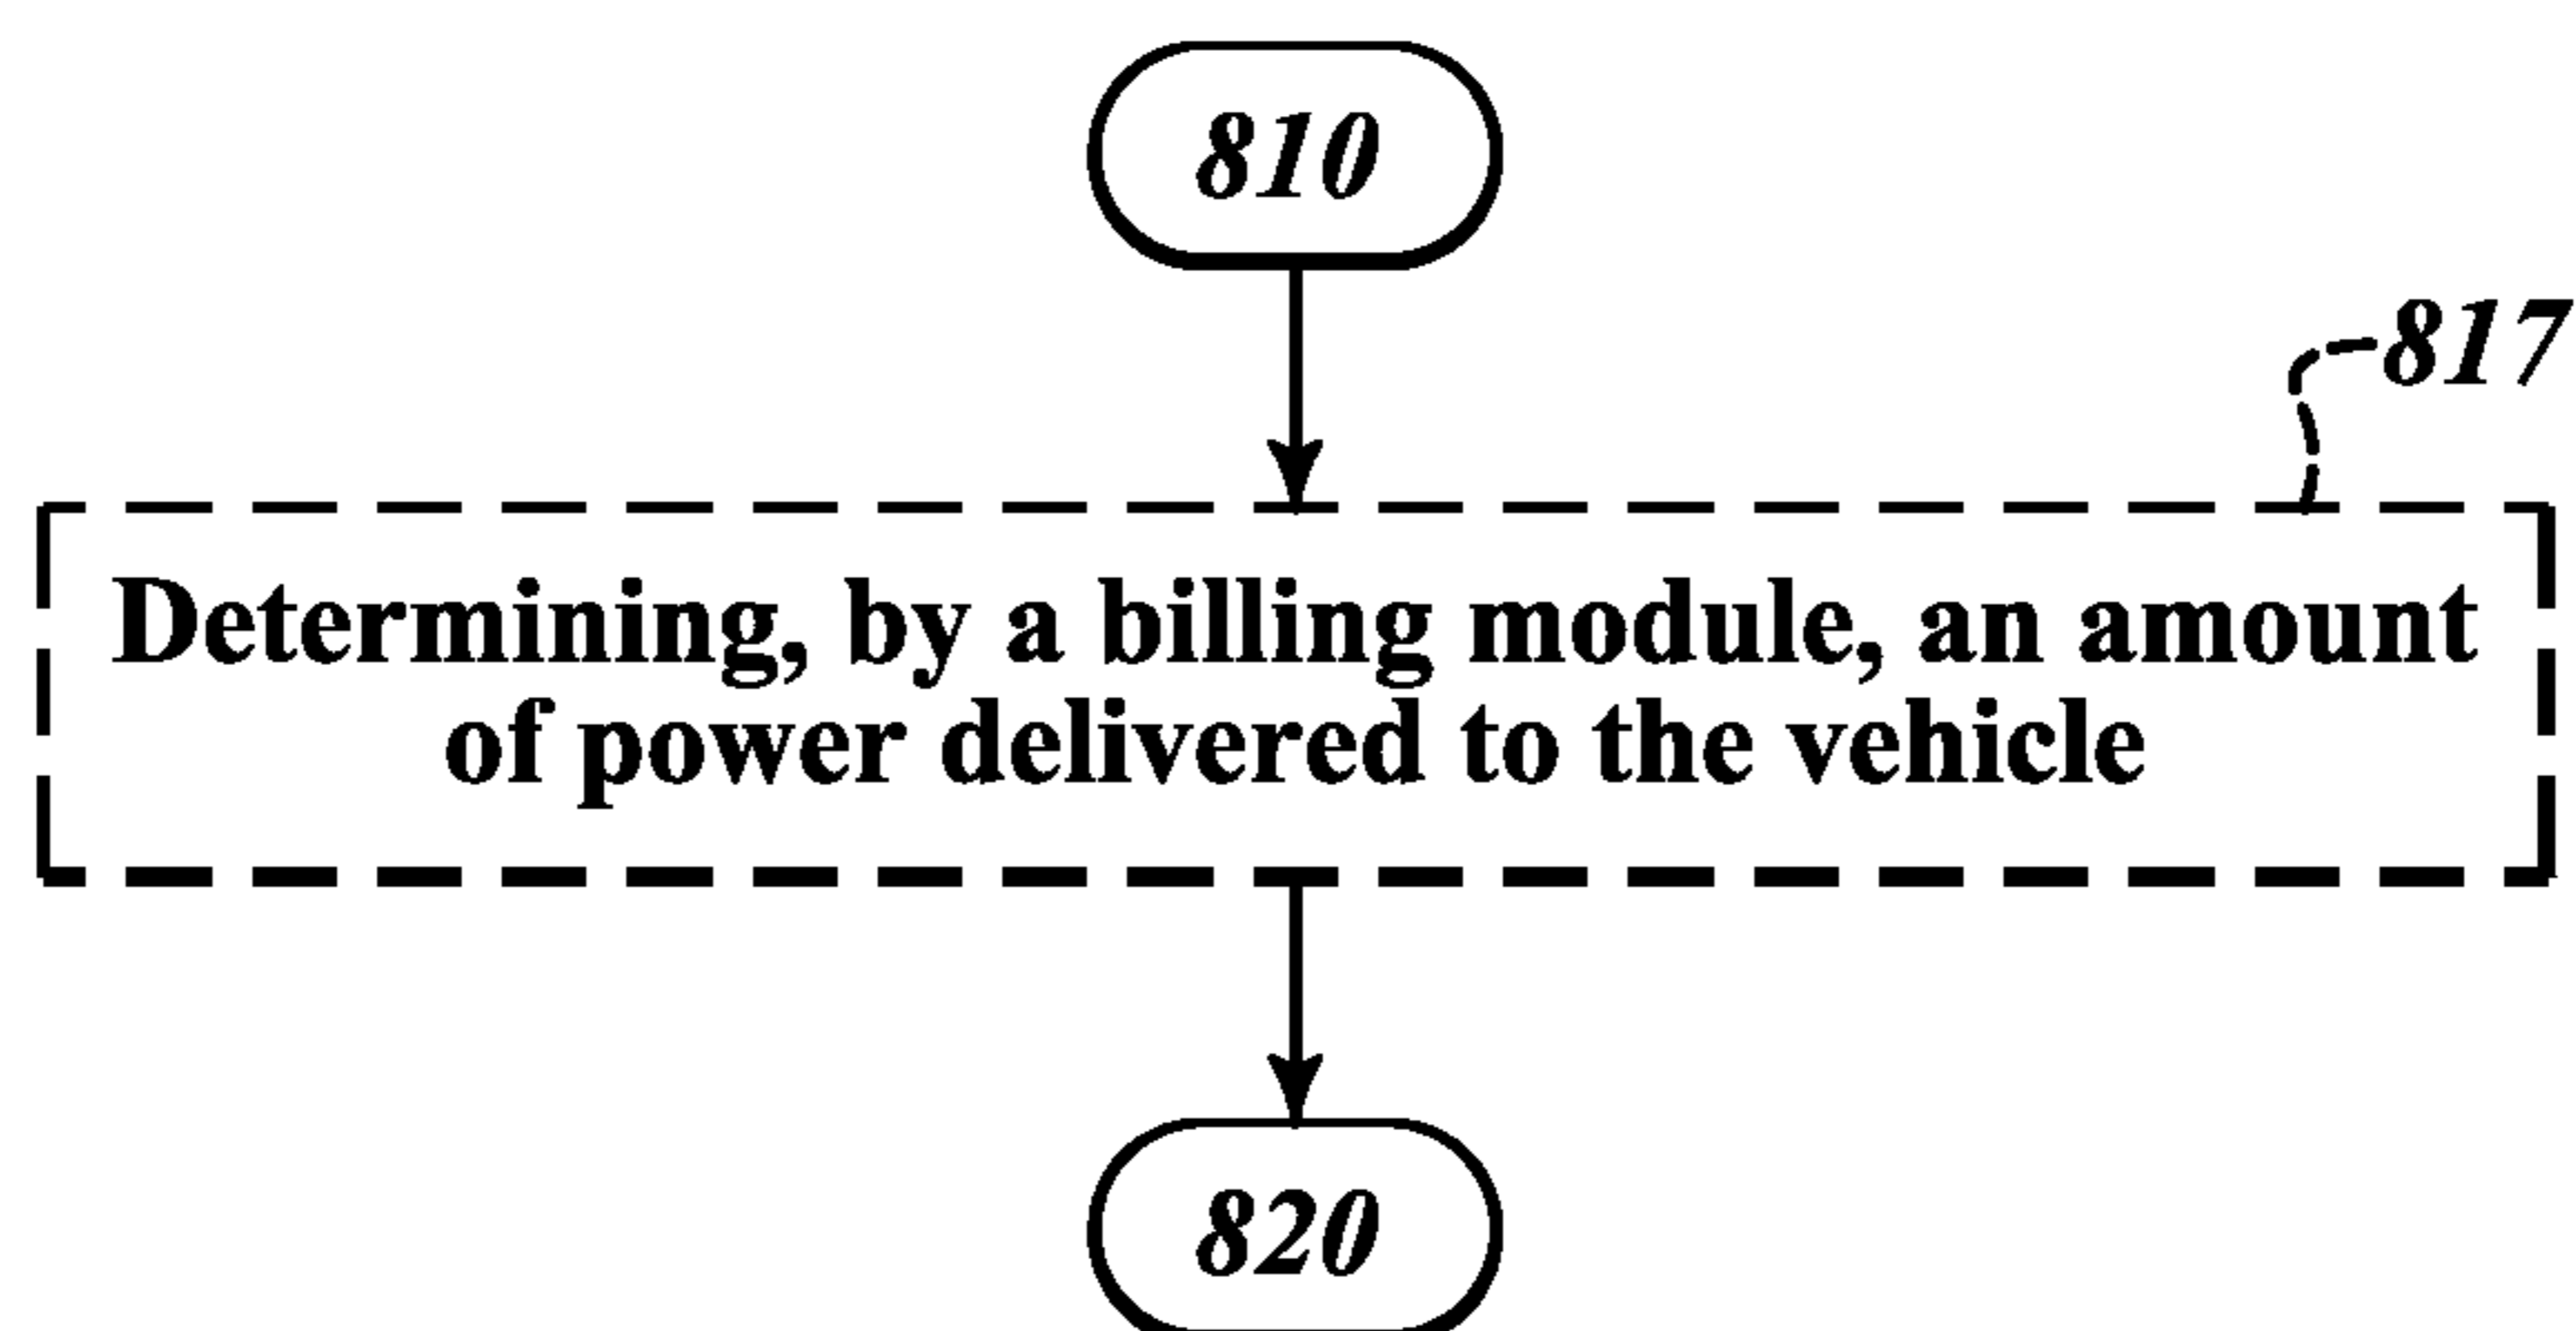 810
817
Determining, by a billing module, an amount
of power delivered to the vehicle
820